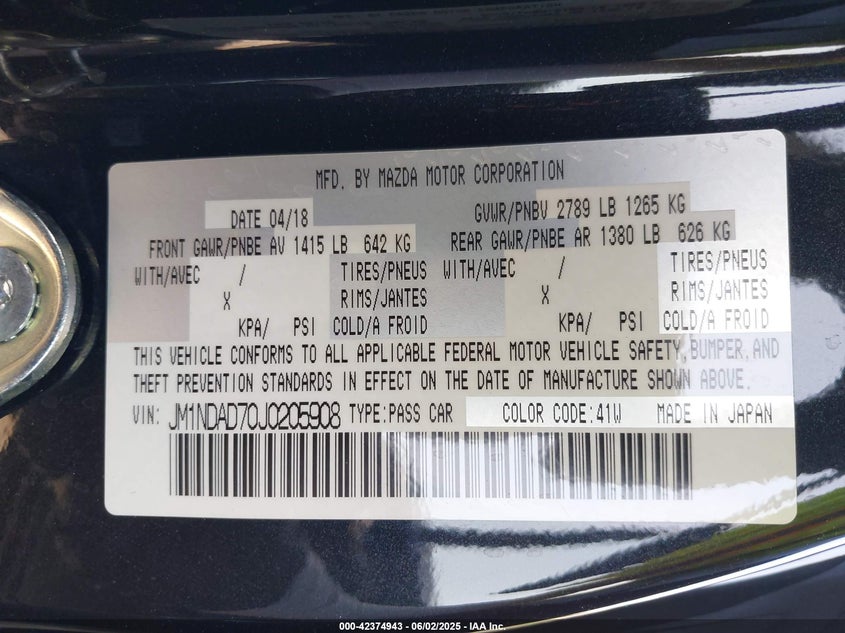 MFD. BY MAZDA MOTOR CORPORATION
DATE 04/18 GVWR/PNBV 2789 LB 1265 KG
FRONT GAWR/PNBE AV 1415 LB 642 KG REAR GAWR/PNBE AR 1380 LB 626 KG
WITH/AVEC / TIRES/PNEUS WITH/AVEC / TIRES/PNEUS
X RIMS/JANTES X RIMS/JANTES
KPA/ PSI COLD/A FROID KPA/ PSI COLD/A FROID
THIS VEHICLE CONFORMS TO ALL APPLICABLE FEDERAL MOTOR VEHICLE SAFETY, BUMPER, AND
THEFT PREVENTION STANDARDS IN EFFECT ON THE DATE OF MANUFACTURE SHOWN ABOVE.
VIN: JM1NDAD70J0205908 TYPE:PASS CAR COLOR CODE:41W MADE IN JAPAN
000-42374943 - 06/02/2025 - IAA Inc.